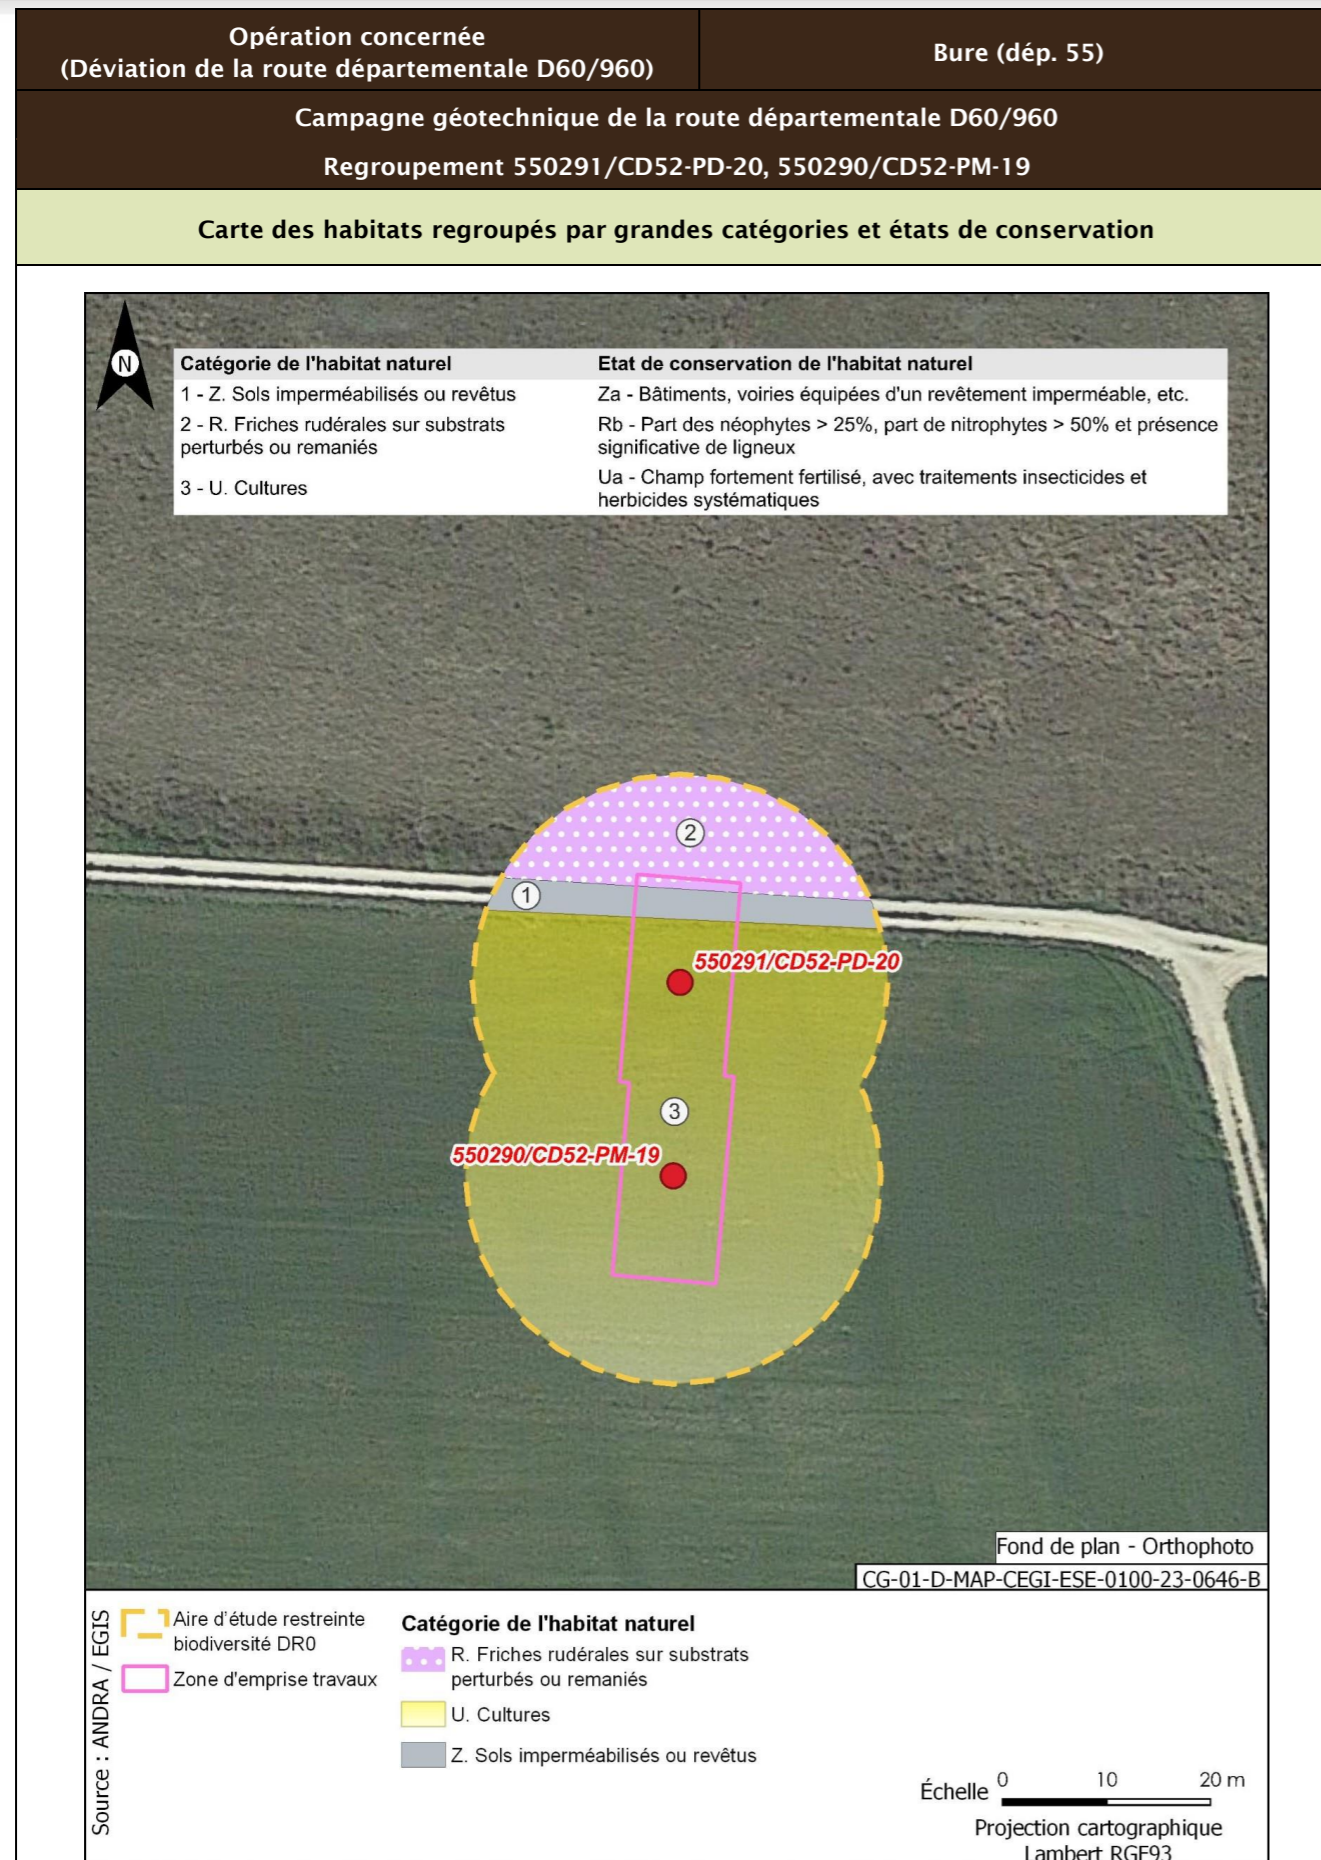 Opération concernée
(Déviation de la route départementale D60/960)
Bure (dép. 55)
Campagne géotechnique de la route départementale D60/960
Regroupement 550291/CD52-PD-20, 550290/CD52-PM-19
Carte des habitats regroupés par grandes catégories et états de conservation
N
Catégorie de l'habitat naturel
Etat de conservation de l'habitat naturel
1 - Z. Sols imperméabilisés ou revêtus
Za - Bâtiments, voiries équipées d'un revêtement imperméable, etc.
2 - R. Friches rudérales sur substrats
perturbés ou remaniés
Rb - Part des néophytes > 25%, part de nitrophytes > 50% et présence
significative de ligneux
3 - U. Cultures
Ua - Champ fortement fertilisé, avec traitements insecticides et
herbicides systématiques
2
1
550291/CD52-PD-20
3
550290/CD52-PM-19
Fond de plan - Orthophoto
CG-01-D-MAP-CEGI-ESE-0100-23-0646-B
Source : ANDRA / EGIS
Aire d'étude restreinte
biodiversité DR0
Zone d'emprise travaux
Catégorie de l'habitat naturel
R. Friches rudérales sur substrats
perturbés ou remaniés
U. Cultures
Z. Sols imperméabilisés ou revêtus
Échelle 0 10 20 m
Projection cartographique
Lambert RGF93